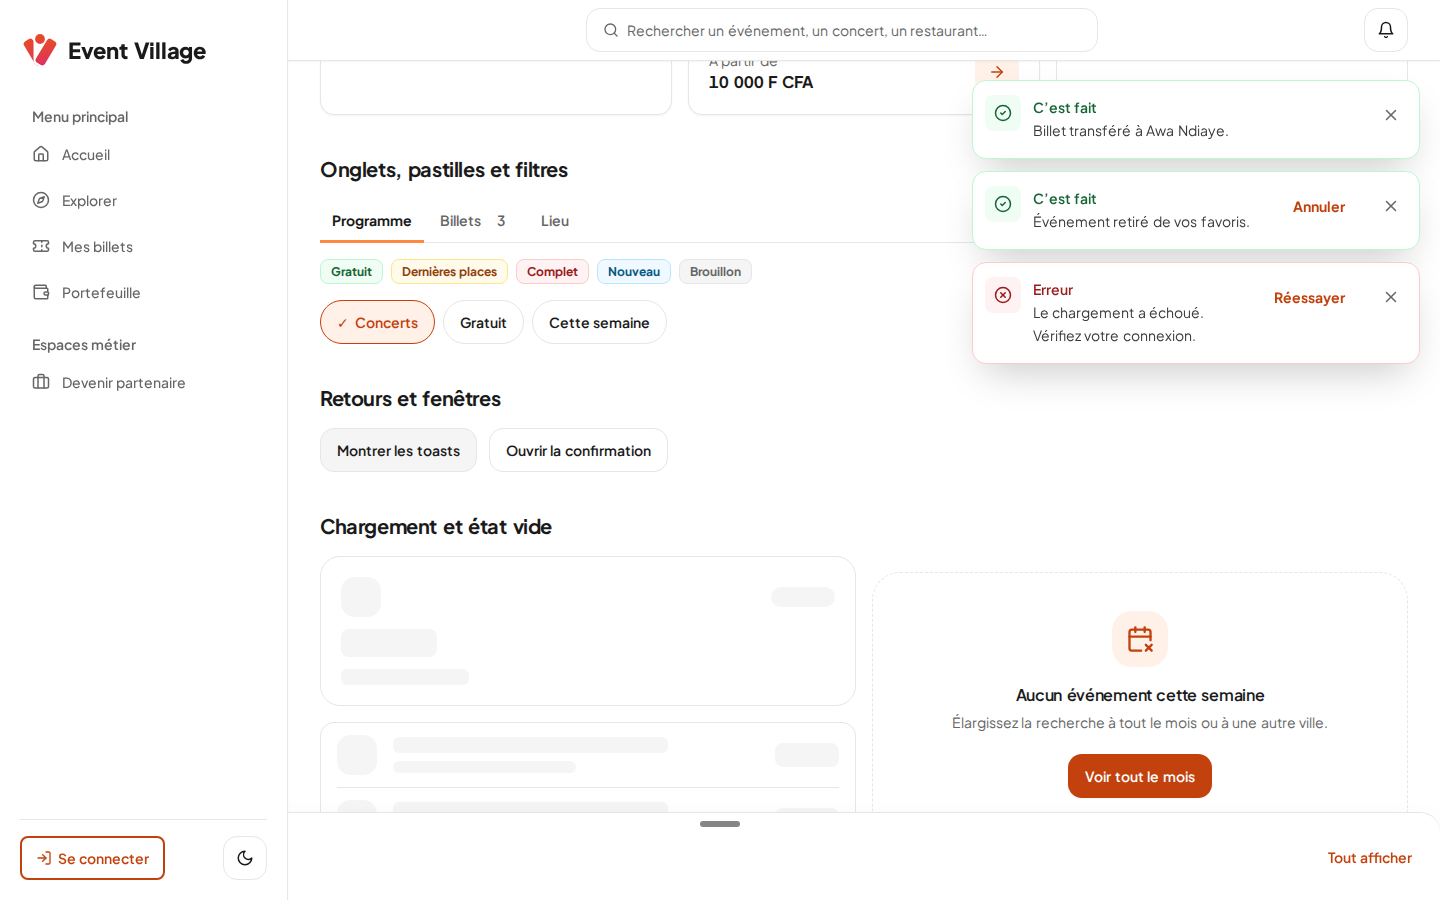 Event Village
Rechercher un événement, un concert, un restaurant...
Menu principal
Accueil
Explorer
Mes billets
Portefeuille
Espaces métier
Devenir partenaire
Se connecter
À partir de
10 000 F CFA
Onglets, pastilles et filtres
Programme
Billets 3
Lieu
Gratuit
Dernières places
Complet
Nouveau
Brouillon
✓ Concerts
Gratuit
Cette semaine
Retours et fenêtres
Montrer les toasts
Ouvrir la confirmation
Chargement et état vide
C'est fait
Billet transféré à Awa Ndiaye.
C'est fait
Événement retiré de vos favoris.
Annuler
Erreur
Le chargement a échoué.
Vérifiez votre connexion.
Réessayer
Aucun événement cette semaine
Élargissez la recherche à tout le mois ou à une autre ville.
Voir tout le mois
Tout afficher